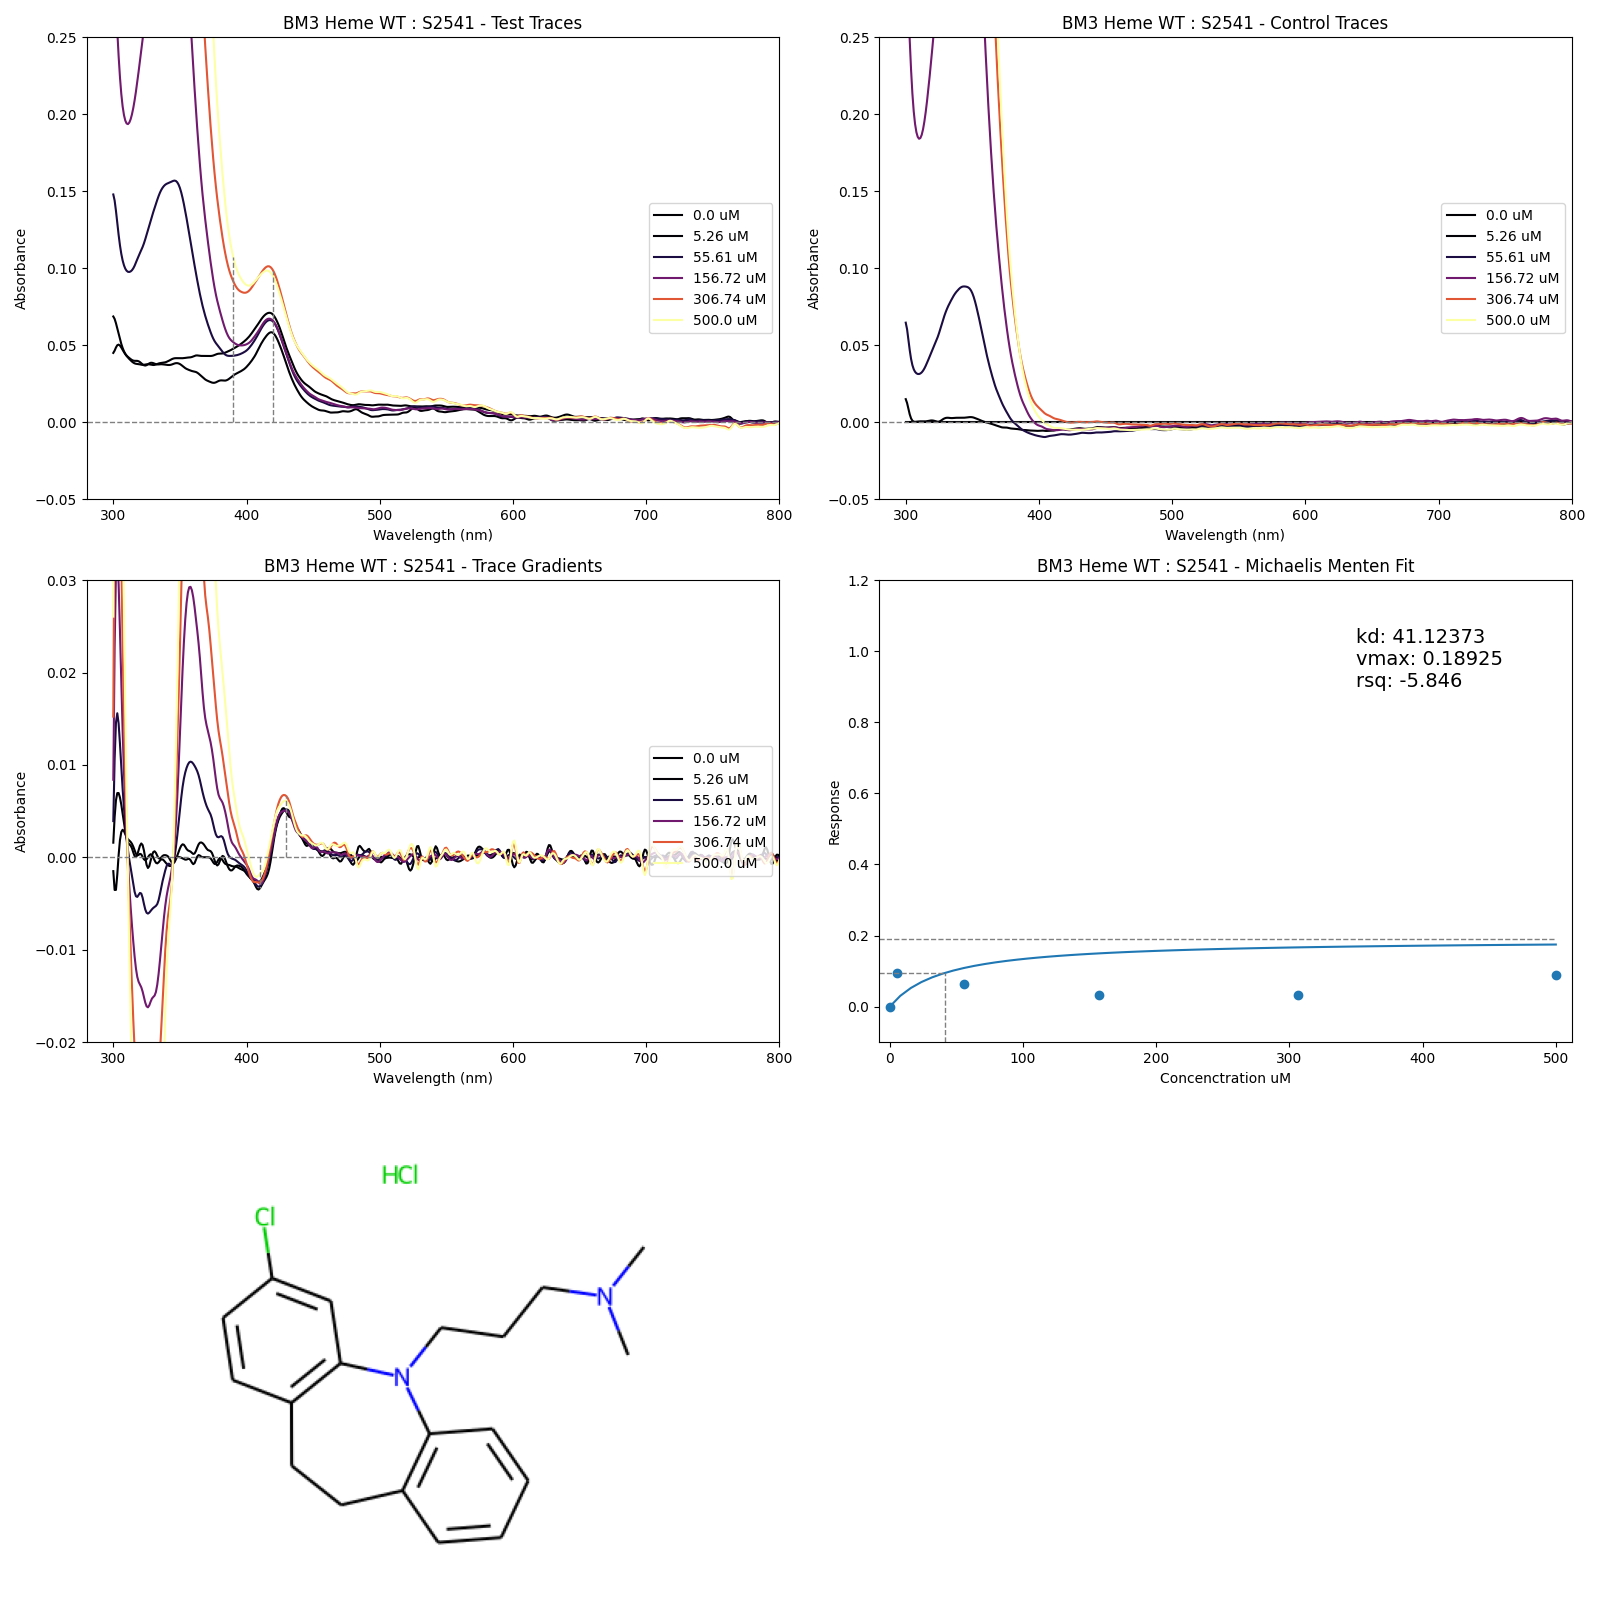 BM3 Heme WT : S2541 - Test Traces
0.25
0.20
0.15
0.10
0.05
0.00
−0.05
Absorbance
300
400
500
600
700
800
Wavelength (nm)
0.0 uM
5.26 uM
55.61 uM
156.72 uM
306.74 uM
500.0 uM
BM3 Heme WT : S2541 - Control Traces
0.25
0.20
0.15
0.10
0.05
0.00
−0.05
Absorbance
300
400
500
600
700
800
Wavelength (nm)
0.0 uM
5.26 uM
55.61 uM
156.72 uM
306.74 uM
500.0 uM
BM3 Heme WT : S2541 - Trace Gradients
0.03
0.02
0.01
0.00
−0.01
−0.02
Absorbance
300
400
500
600
700
800
Wavelength (nm)
0.0 uM
5.26 uM
55.61 uM
156.72 uM
306.74 uM
500.0 uM
BM3 Heme WT : S2541 - Michaelis Menten Fit
1.2
1.0
0.8
0.6
0.4
0.2
0.0
Response
kd: 41.12373
vmax: 0.18925
rsq: -5.846
0
100
200
300
400
500
Concenctration uM
HCl
Cl
N
N